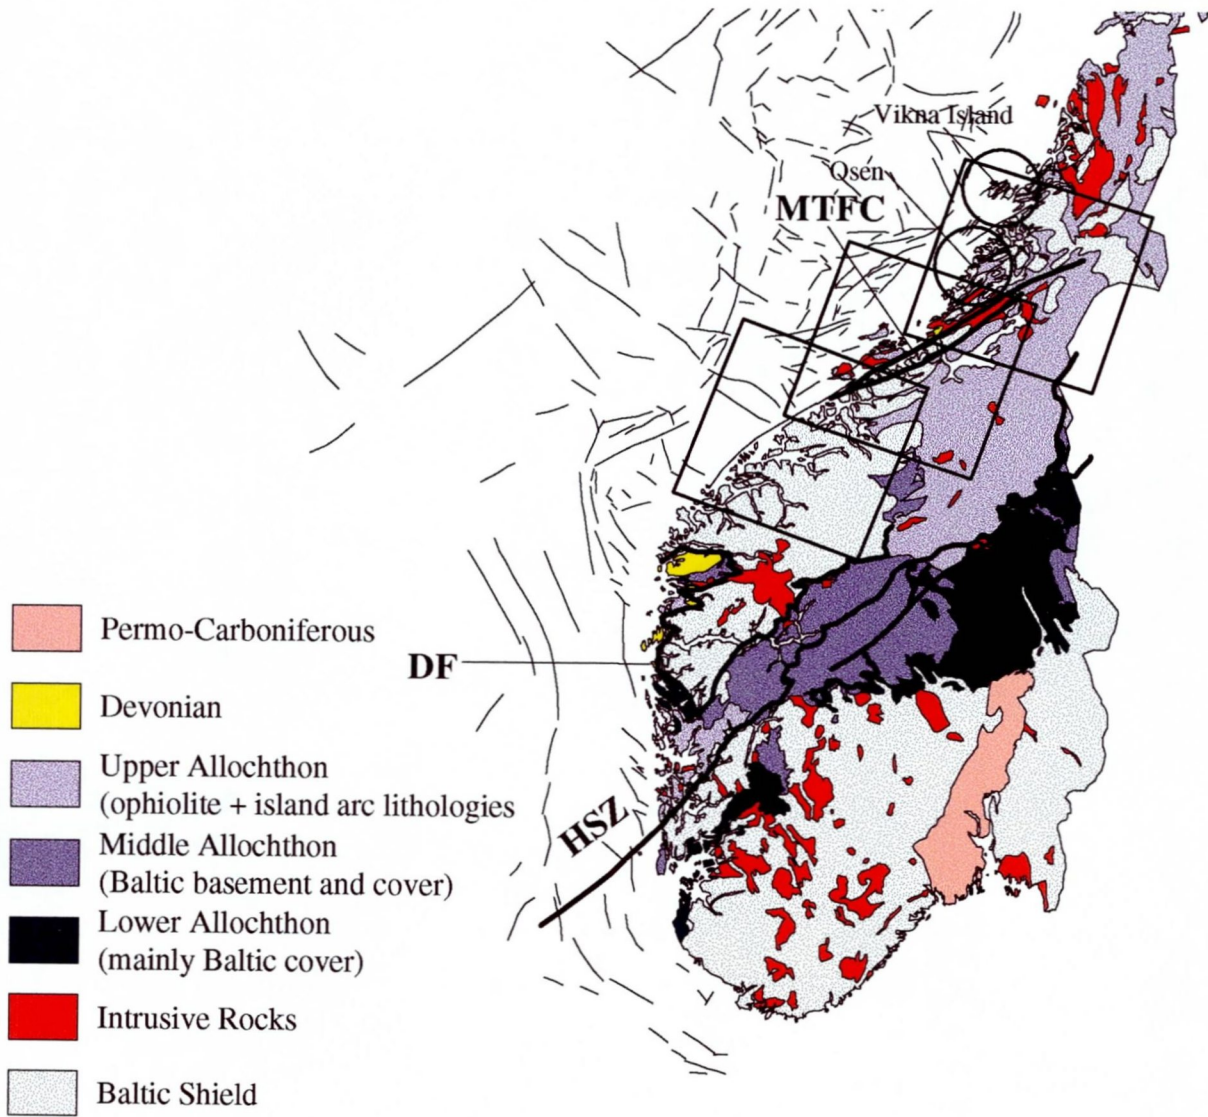 Vikna Island
Qsen
MTFC
DF
HSZ
Permo-Carboniferous
Devonian
Upper Allochthon
(ophiolite + island arc lithologies
Middle Allochthon
(Baltic basement and cover)
Lower Allochthon
(mainly Baltic cover)
Intrusive Rocks
Baltic Shield